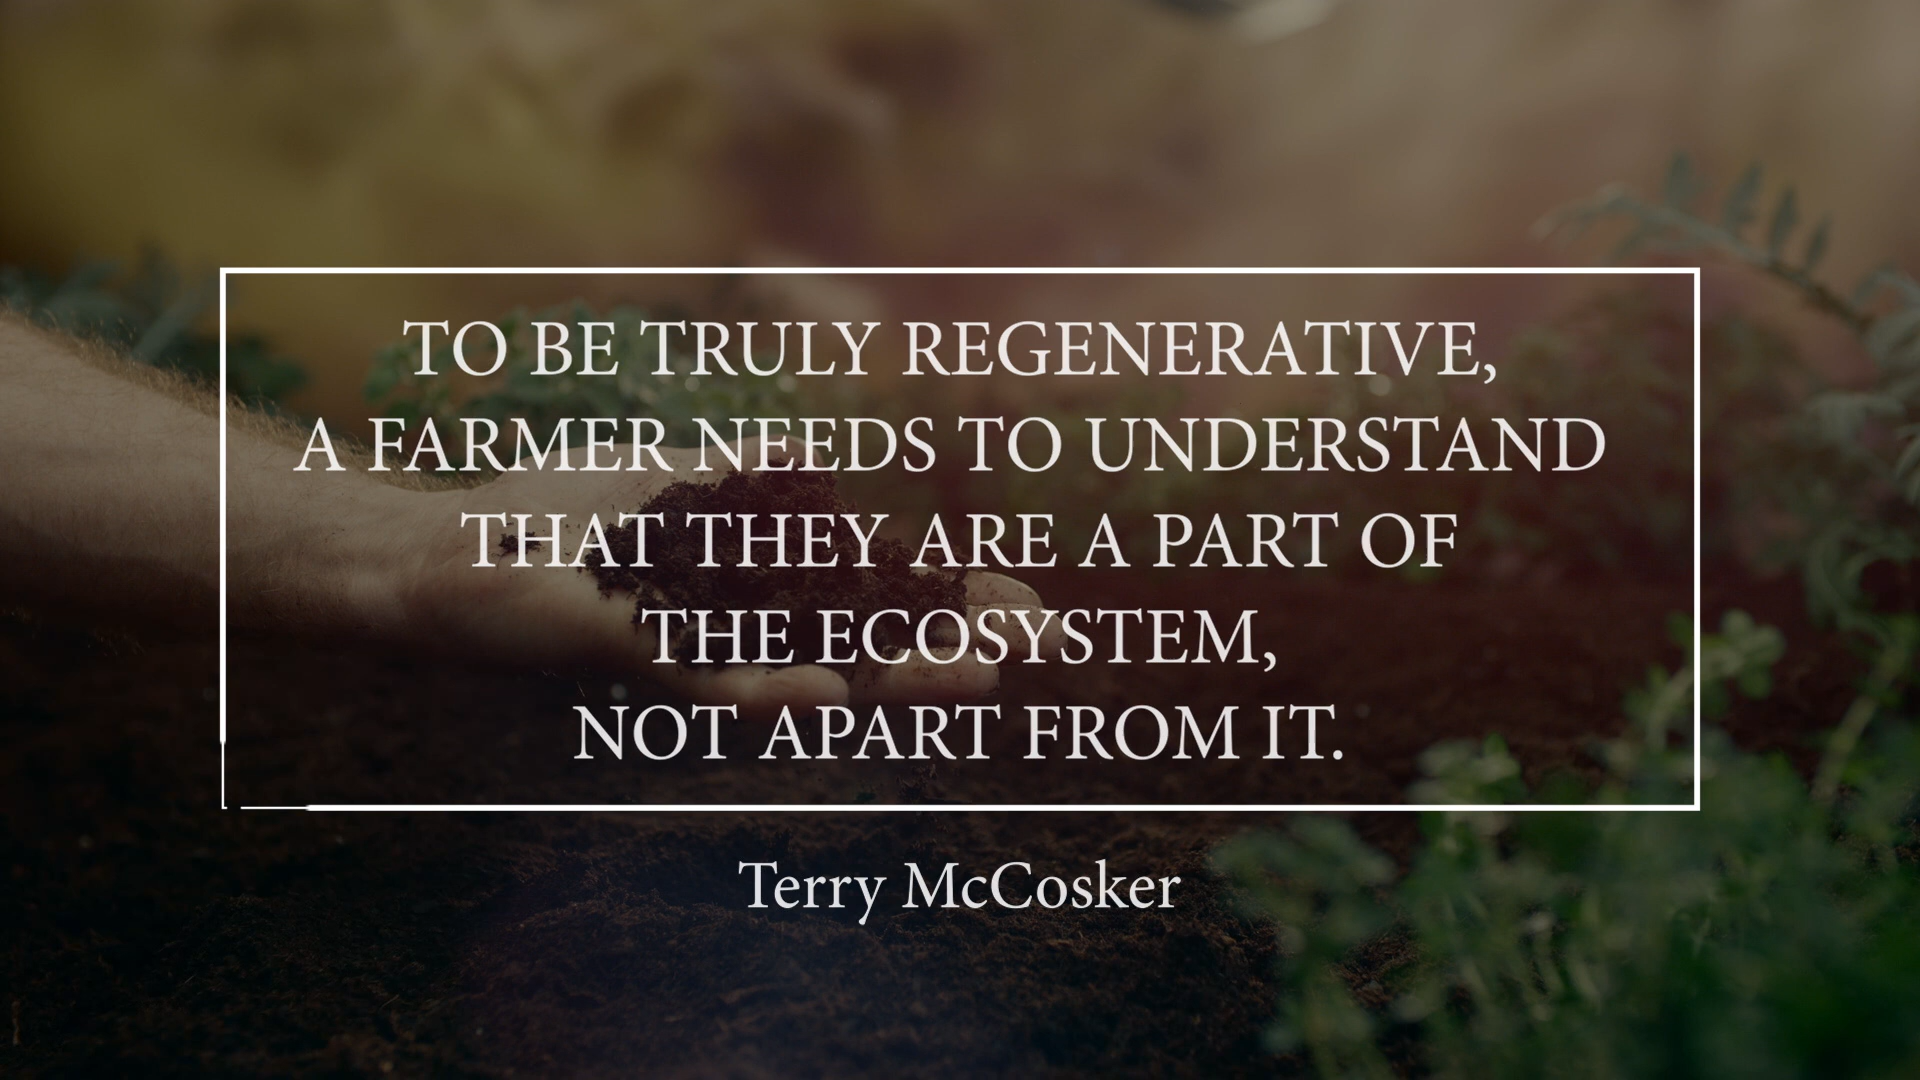 TO BE TRULY REGENERATIVE,
A FARMER NEEDS TO UNDERSTAND
THAT THEY ARE A PART OF
THE ECOSYSTEM,
NOT APART FROM IT.
Terry McCosker